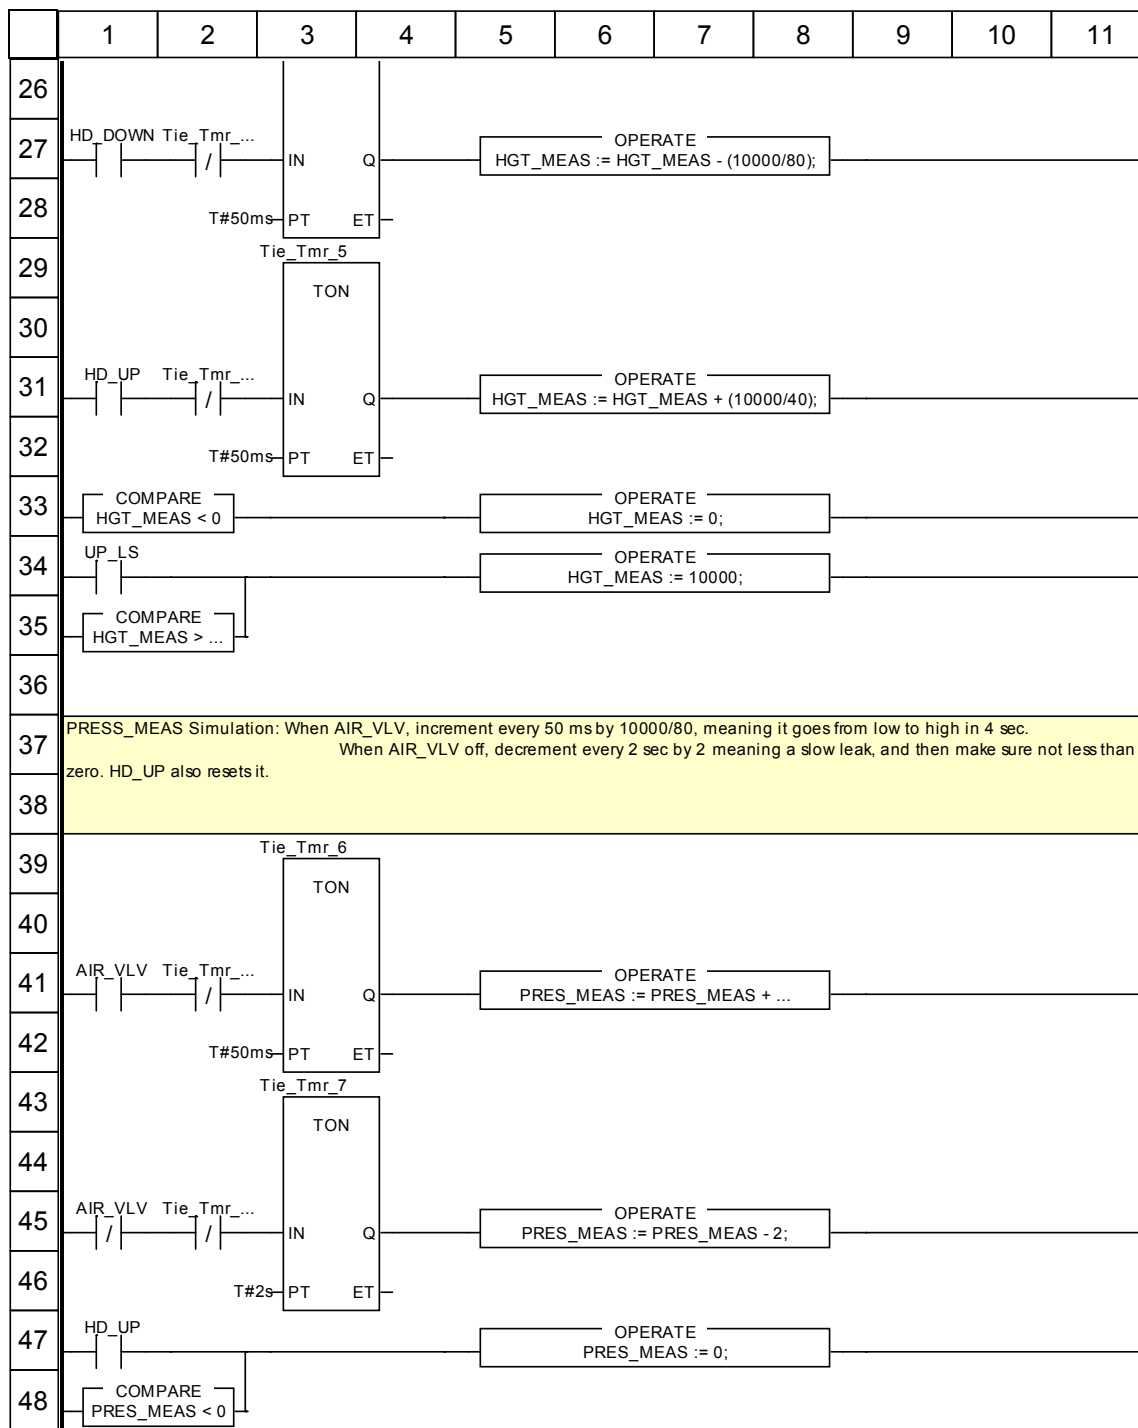 1 2 3 4 5 6 7 8 9 10 11
26
27
HD_DOWN Tie_Tmr_... IN Q
/
OPERATE
HGT_MEAS := HGT_MEAS - (10000/80);
28
T#50ms PT ET
29
Tie_Tmr_5
TON
30
31
HD_UP Tie_Tmr_... IN Q
/
OPERATE
HGT_MEAS := HGT_MEAS + (10000/40);
32
T#50ms PT ET
33
COMPARE
HGT_MEAS < 0
OPERATE
HGT_MEAS := 0;
34
UP_LS
OPERATE
HGT_MEAS := 10000;
35
COMPARE
HGT_MEAS > ...
36
37
PRESS_MEAS Simulation: When AIR_VLV, increment every 50 ms by 10000/80, meaning it goes from low to high in 4 sec.
When AIR_VLV off, decrement every 2 sec by 2 meaning a slow leak, and then make sure not less than
zero. HD_UP also resets it.
38
39
Tie_Tmr_6
TON
40
41
AIR_VLV Tie_Tmr_... IN Q
/
OPERATE
PRES_MEAS := PRES_MEAS + ...
42
T#50ms PT ET
43
Tie_Tmr_7
TON
44
45
AIR_VLV Tie_Tmr_... IN Q
/ /
OPERATE
PRES_MEAS := PRES_MEAS - 2;
46
T#2s PT ET
47
HD_UP
OPERATE
PRES_MEAS := 0;
48
COMPARE
PRES_MEAS < 0